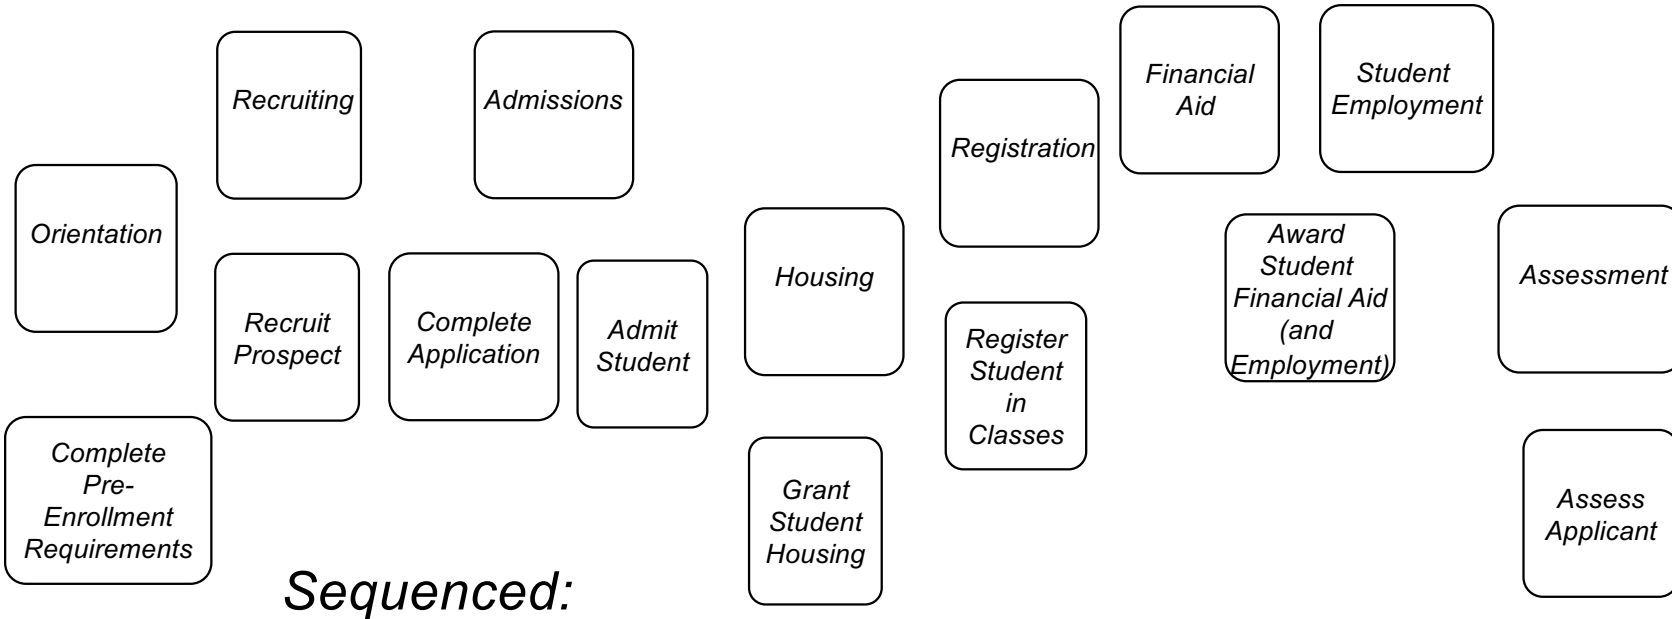 Recruiting
Admissions
Financial
Aid
Student
Employment
Registration
Orientation
Housing
Assessment
Recruit
Prospect
Complete
Application
Admit
Student
Register
Student
in
Classes
Award
Student
Financial Aid
(and
Employment)
Complete
Pre-
Enrollment
Requirements
Grant
Student
Housing
Assess
Applicant
Sequenced: